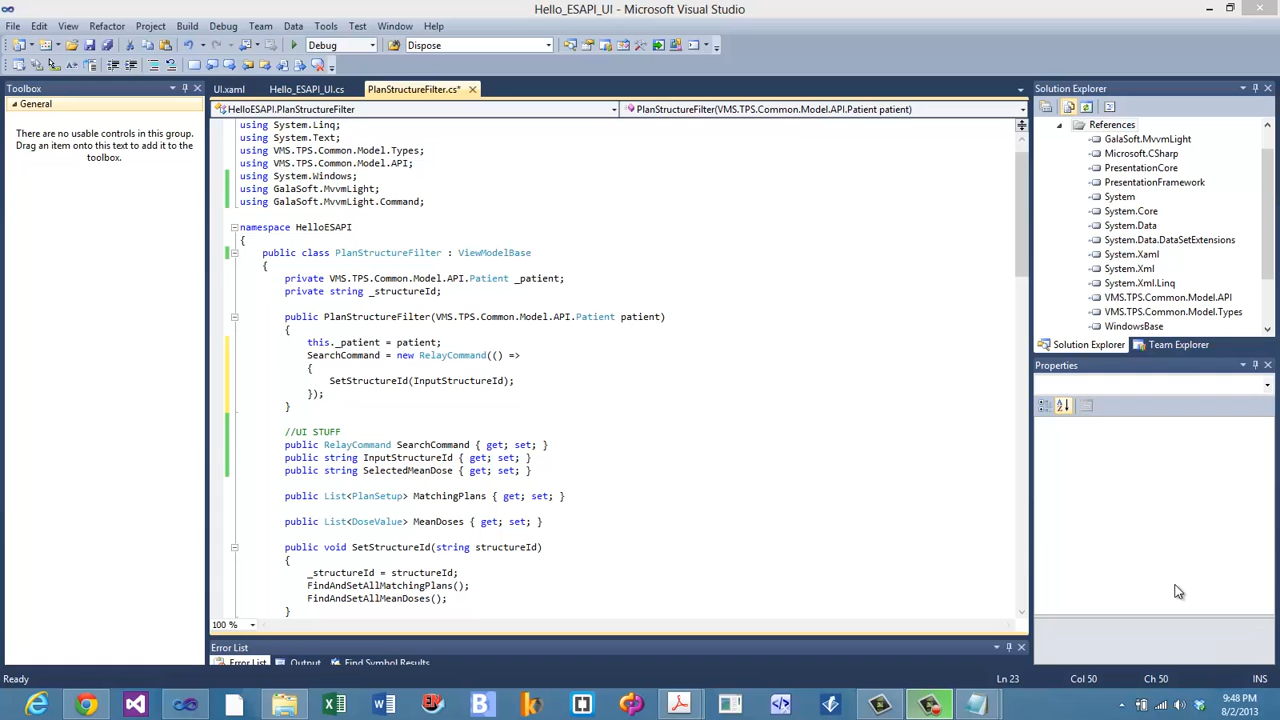 Hello_ESAPI_UI - Microsoft Visual Studio
File Edit View Refactor Project Build Debug Team Data Tools Test Window Help
Debug Dispose
Toolbox
UI.xaml Hello_ESAPI_UI.cs PlanStructureFilter.cs*
Solution Explorer
General
There are no usable controls in this group. Drag an item onto this text to add it to the toolbox.
HelloESAPI.PlanStructureFilter
PlanStructureFilter(VMS.TPS.Common.Model.API.Patient patient)
using System.Linq;
using System.Text;
using VMS.TPS.Common.Model.Types;
using VMS.TPS.Common.Model.API;
using System.Windows;
using GalaSoft.MvvmLight;
using GalaSoft.MvvmLight.Command;
namespace HelloESAPI
{
public class PlanStructureFilter : ViewModelBase
{
private VMS.TPS.Common.Model.API.Patient _patient;
private string _structureId;
public PlanStructureFilter(VMS.TPS.Common.Model.API.Patient patient)
{
this._patient = patient;
SearchCommand = new RelayCommand(() =>
{
SetStructureId(InputStructureId);
});
}
//UI STUFF
public RelayCommand SearchCommand { get; set; }
public string InputStructureId { get; set; }
public string SelectedMeanDose { get; set; }
public List<PlanSetup> MatchingPlans { get; set; }
public List<DoseValue> MeanDoses { get; set; }
public void SetStructureId(string structureId)
{
_structureId = structureId;
FindAndSetAllMatchingPlans();
FindAndSetAllMeanDoses();
}
100 %
References
GalaSoft.MvvmLight
Microsoft.CSharp
PresentationCore
PresentationFramework
System
System.Core
System.Data
System.Data.DataSetExtensions
System.Xaml
System.Xml
System.Xml.Linq
VMS.TPS.Common.Model.API
VMS.TPS.Common.Model.Types
WindowsBase
Solution Explorer Team Explorer
Properties
Error List
Error List Output Find Symbol Results
Ready Ln 23 Col 50 Ch 50 INS
9:48 PM
8/2/2013